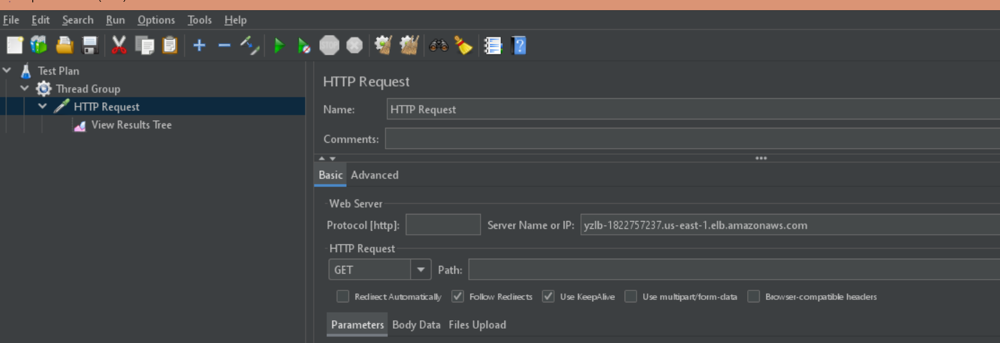 File Edit Search Run Options Tools Help
STOP
Test Plan
Thread Group
HTTP Request
View Results Tree
HTTP Request
Name: HTTP Request
Comments:
Basic Advanced
Web Server
Protocol [http]: Server Name or IP: yzlb-1822757237.us-east-1.elb.amazonaws.com
HTTP Request
GET Path:
Redirect Automatically Follow Redirects Use KeepAlive Use multipart/form-data Browser-compatible headers
Parameters Body Data Files Upload